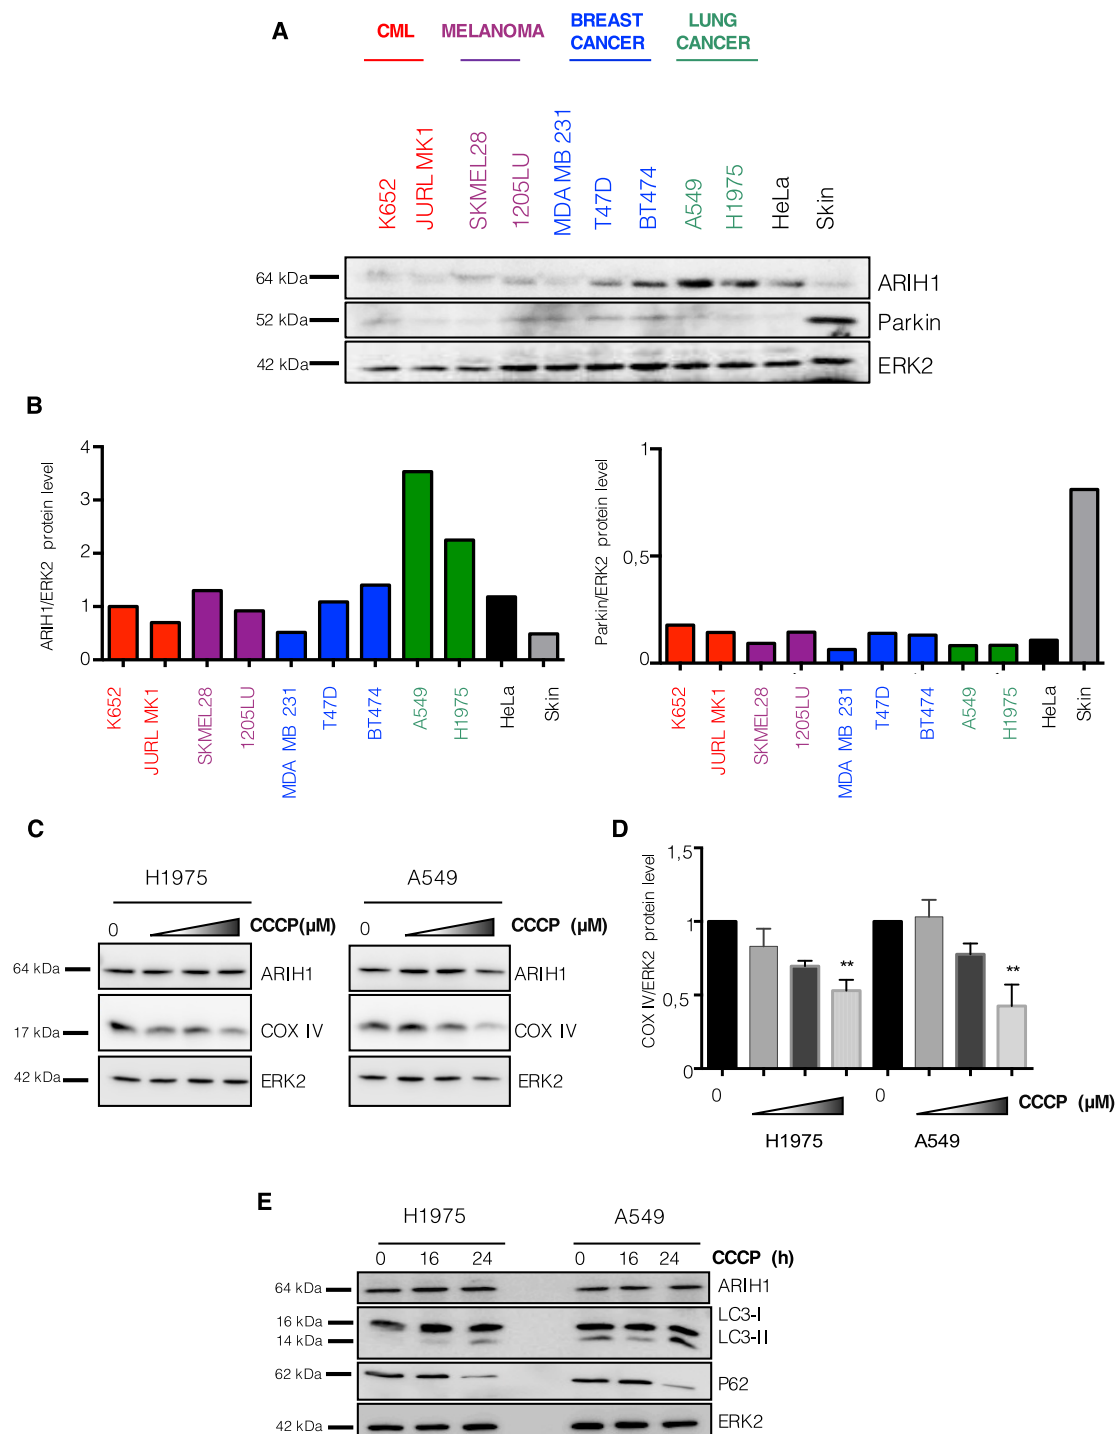 A
CML MELANOMA BREAST CANCER LUNG CANCER
K652 JURL MK1 SKMEL28 1205LU MDA MB 231 T47D BT474 A549 H1975 HeLa Skin
64 kDa ARIH1
52 kDa Parkin
42 kDa ERK2
B
ARIH1/ERK2 protein level
4
3
2
1
0
K652 JURL MK1 SKMEL28 1205LU MDA MB 231 T47D BT474 A549 H1975 HeLa Skin
Parkin/ERK2 protein level
1
0,5
0
K652 JURL MK1 SKMEL28 1205LU MDA MB 231 T47D BT474 A549 H1975 HeLa Skin
C
H1975 A549
0 CCCP(µM) 0 CCCP (µM)
64 kDa ARIH1 ARIH1
17 kDa COX IV COX IV
42 kDa ERK2 ERK2
D
COX IV/ERK2 protein level
1,5
1
0,5
0
** **
0 0 CCCP (µM)
H1975 A549
E
H1975 A549
0 16 24 0 16 24 CCCP (h)
64 kDa ARIH1
16 kDa LC3-I
14 kDa LC3-II
62 kDa P62
42 kDa ERK2